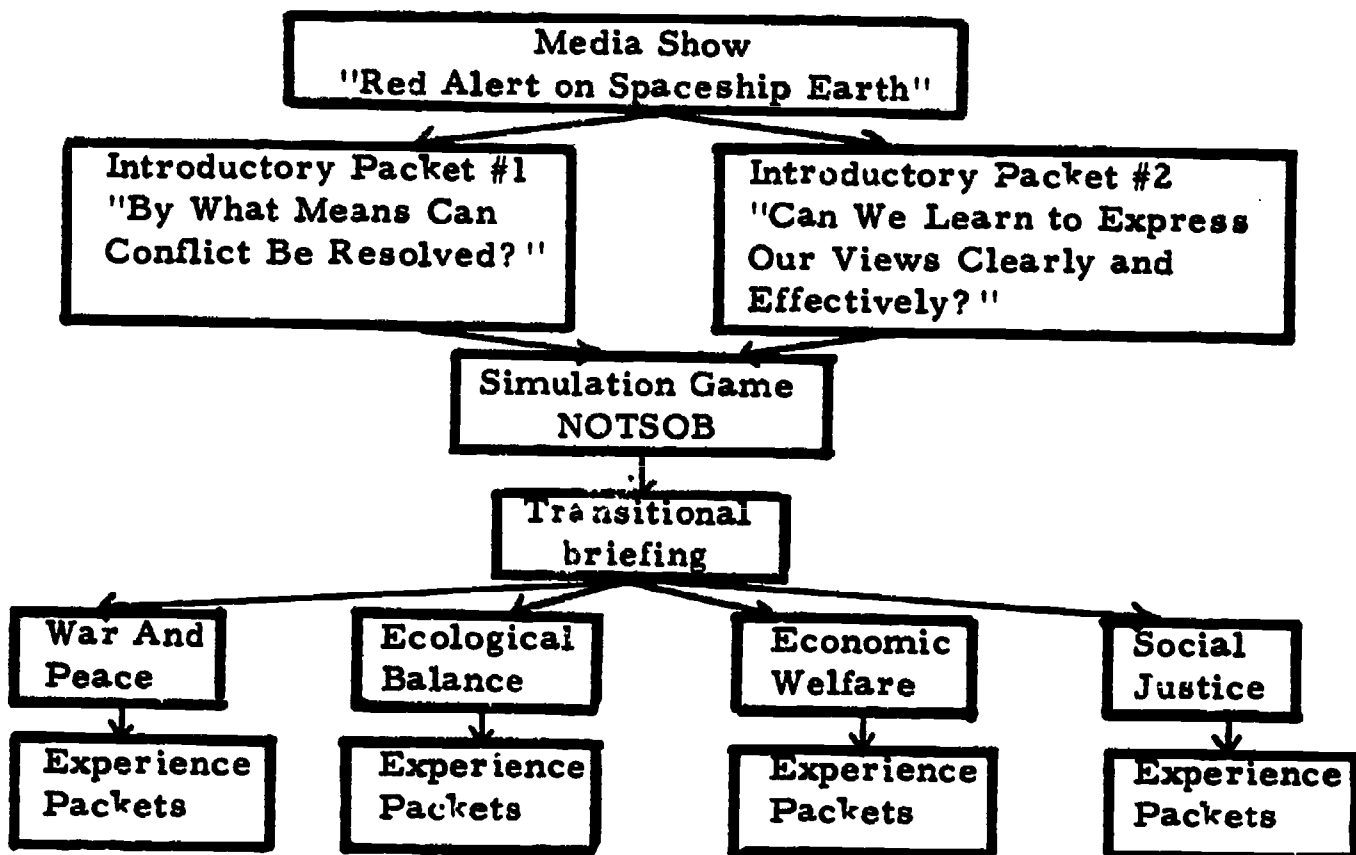 Media Show
"Red Alert on Spaceship Earth"
Introductory Packet #1
"By What Means Can
Conflict Be Resolved?"
Introductory Packet #2
"Can We Learn to Express
Our Views Clearly and
Effectively?"
Simulation Game
NOTSOB
Transitional
briefing
War And
Peace
Ecological
Balance
Economic
Welfare
Social
Justice
Experience
Packets
Experience
Packets
Experience
Packets
Experience
Packets